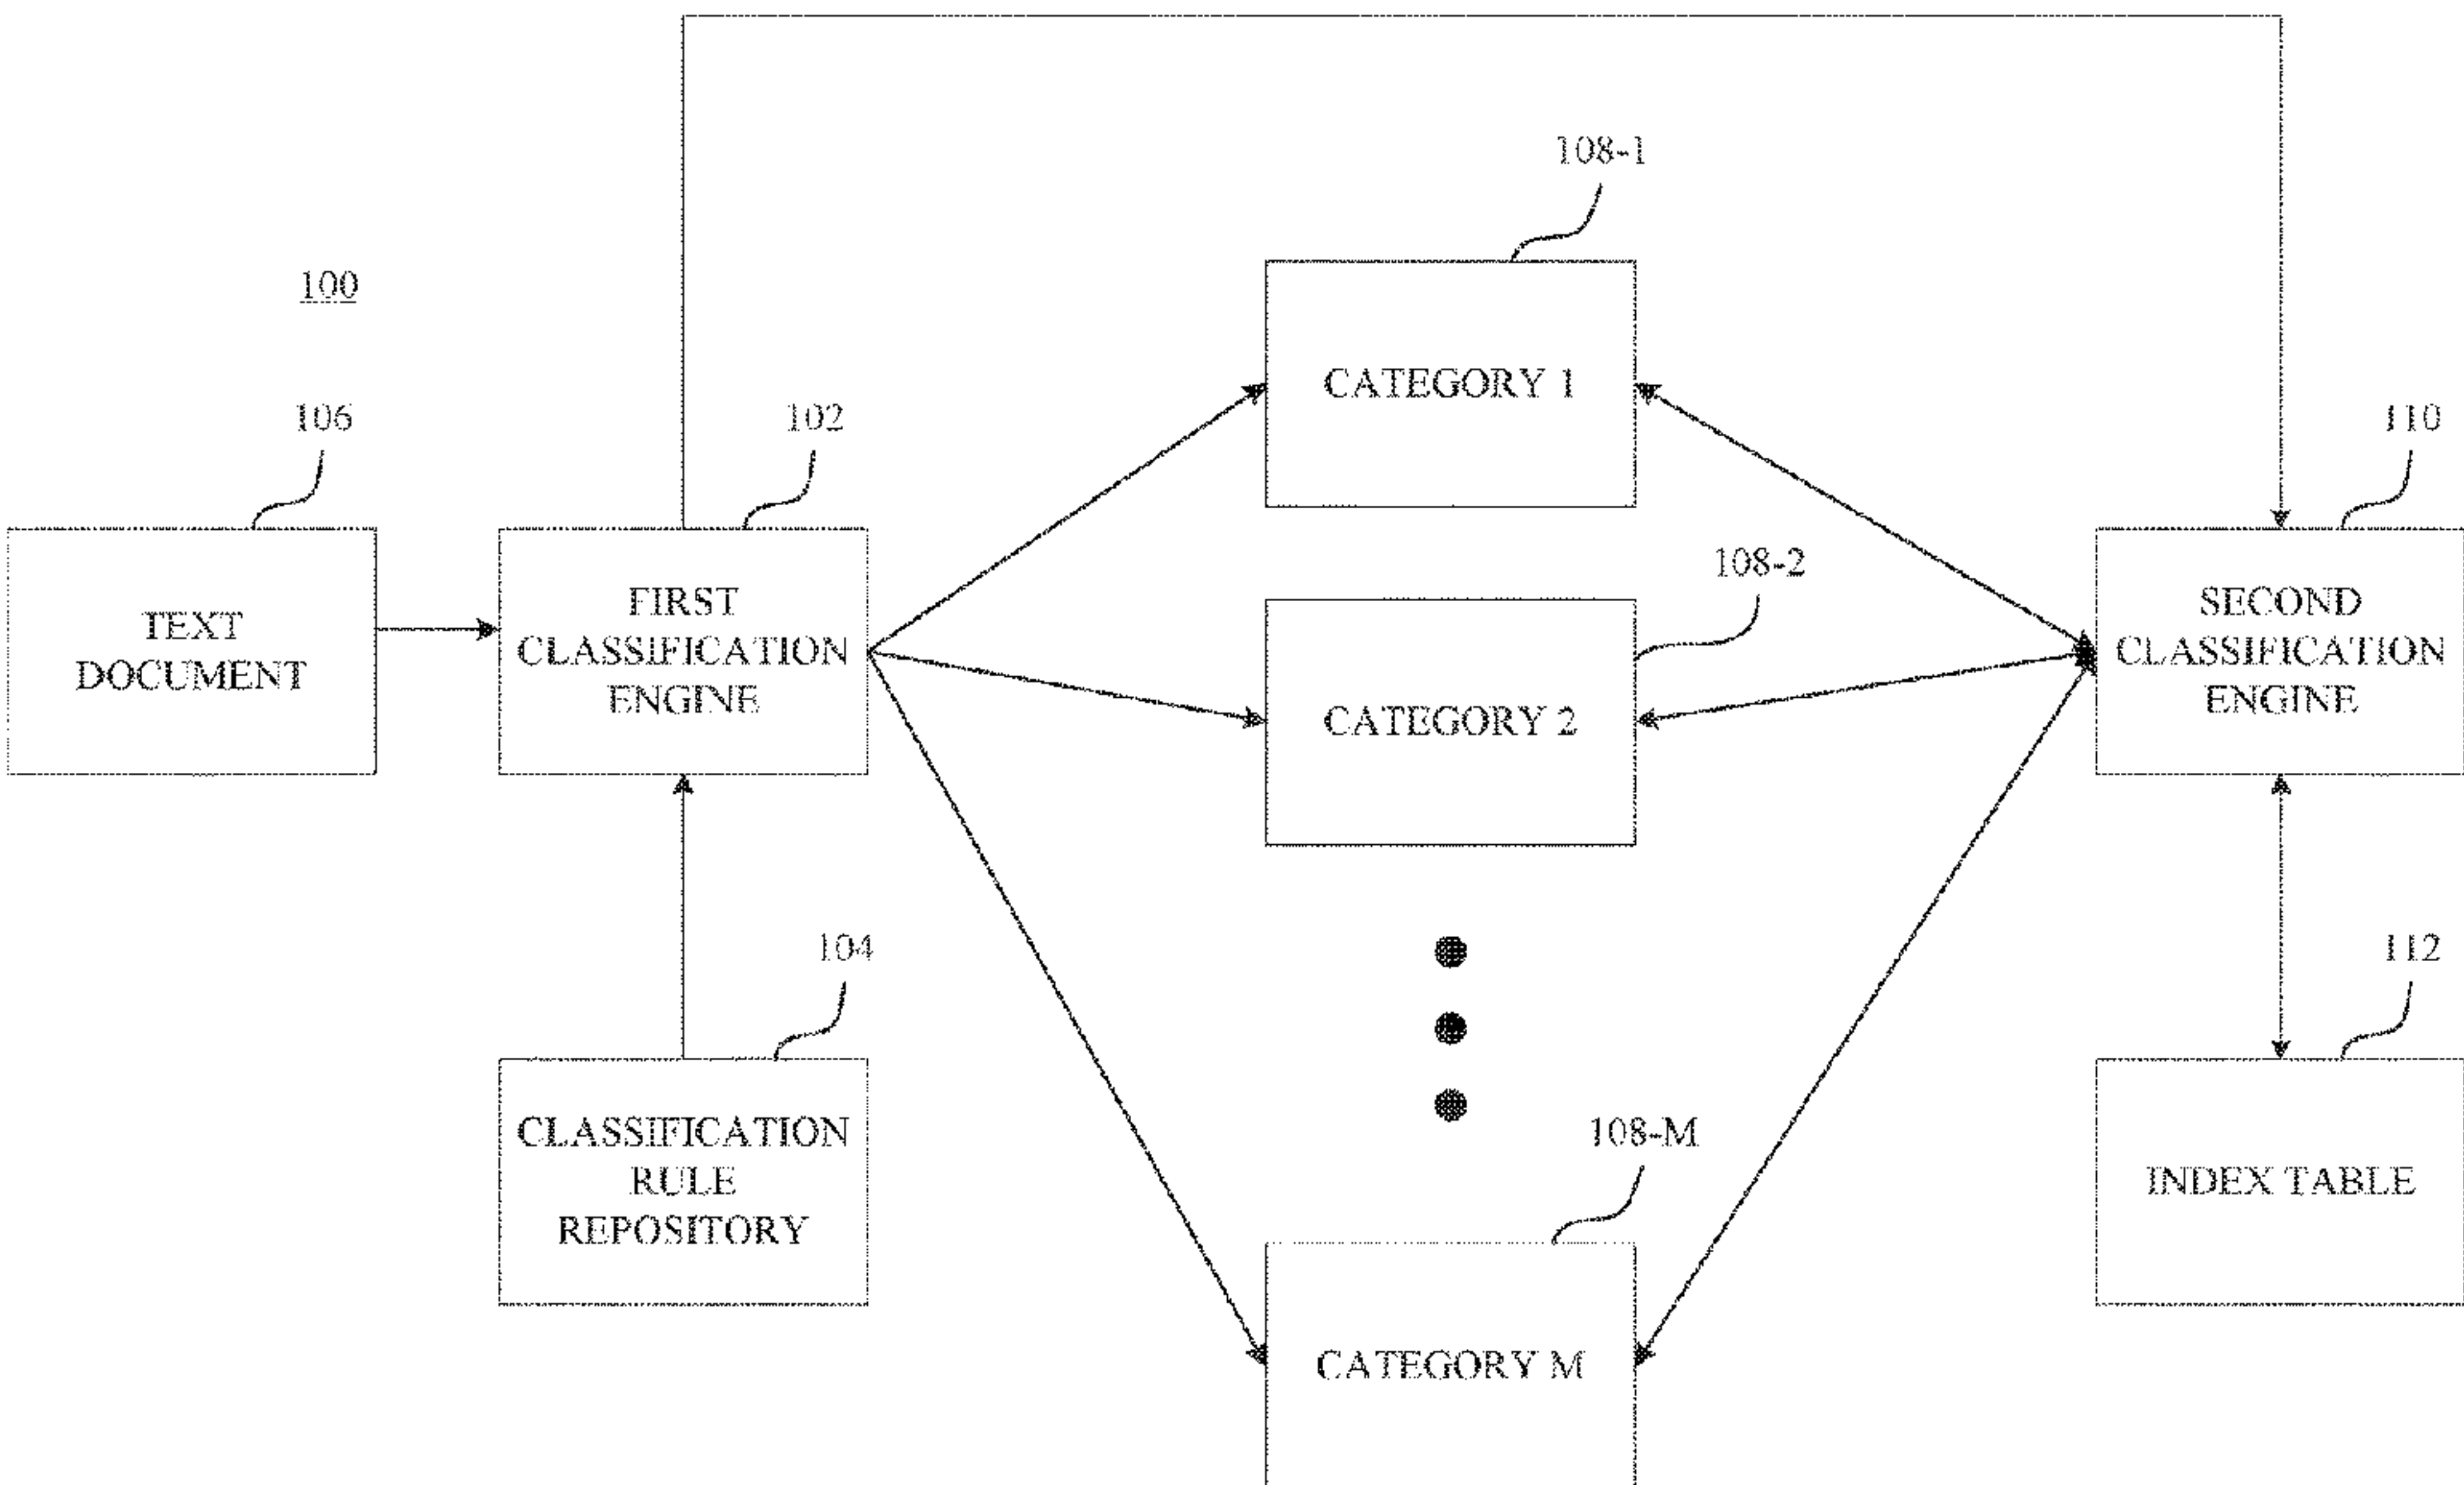 108-1
100
CATEGORY 1
106
102
110
108-2
TEXT
DOCUMENT
FIRST
CLASSIFICATION
ENGINE
CATEGORY 2
SECOND
CLASSIFICATION
ENGINE
104
112
108-M
CLASSIFICATION
RULE
REPOSITORY
INDEX TABLE
CATEGORY M